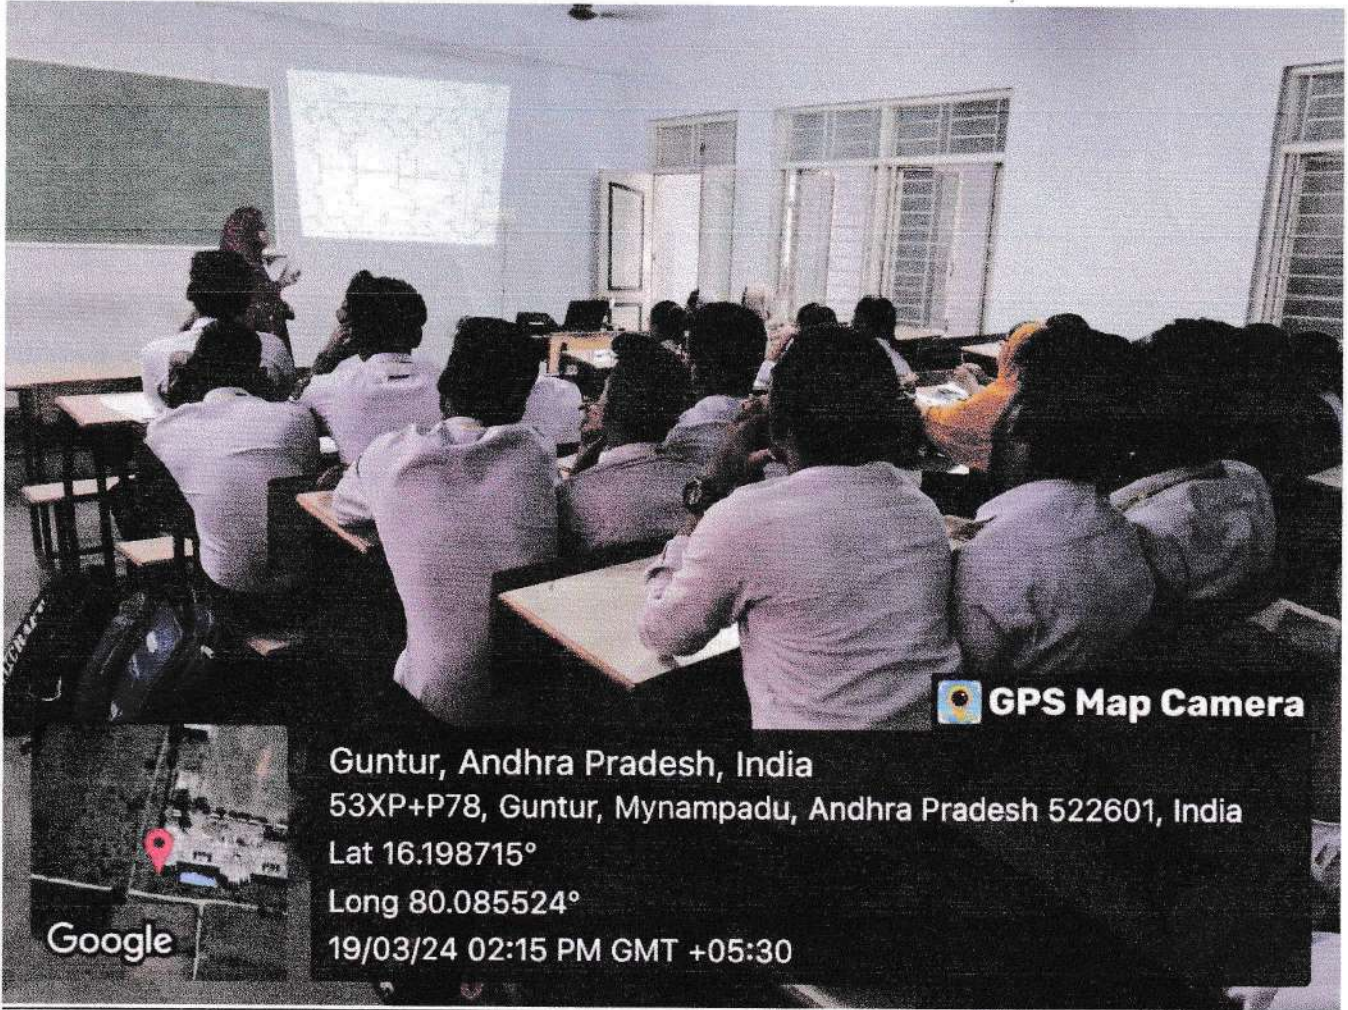 GPS Map Camera
Guntur, Andhra Pradesh, India
53XP+P78, Guntur, Mynampadu, Andhra Pradesh 522601, India
Lat 16.198715°
Long 80.085524°
19/03/24 02:15 PM GMT +05:30
Google